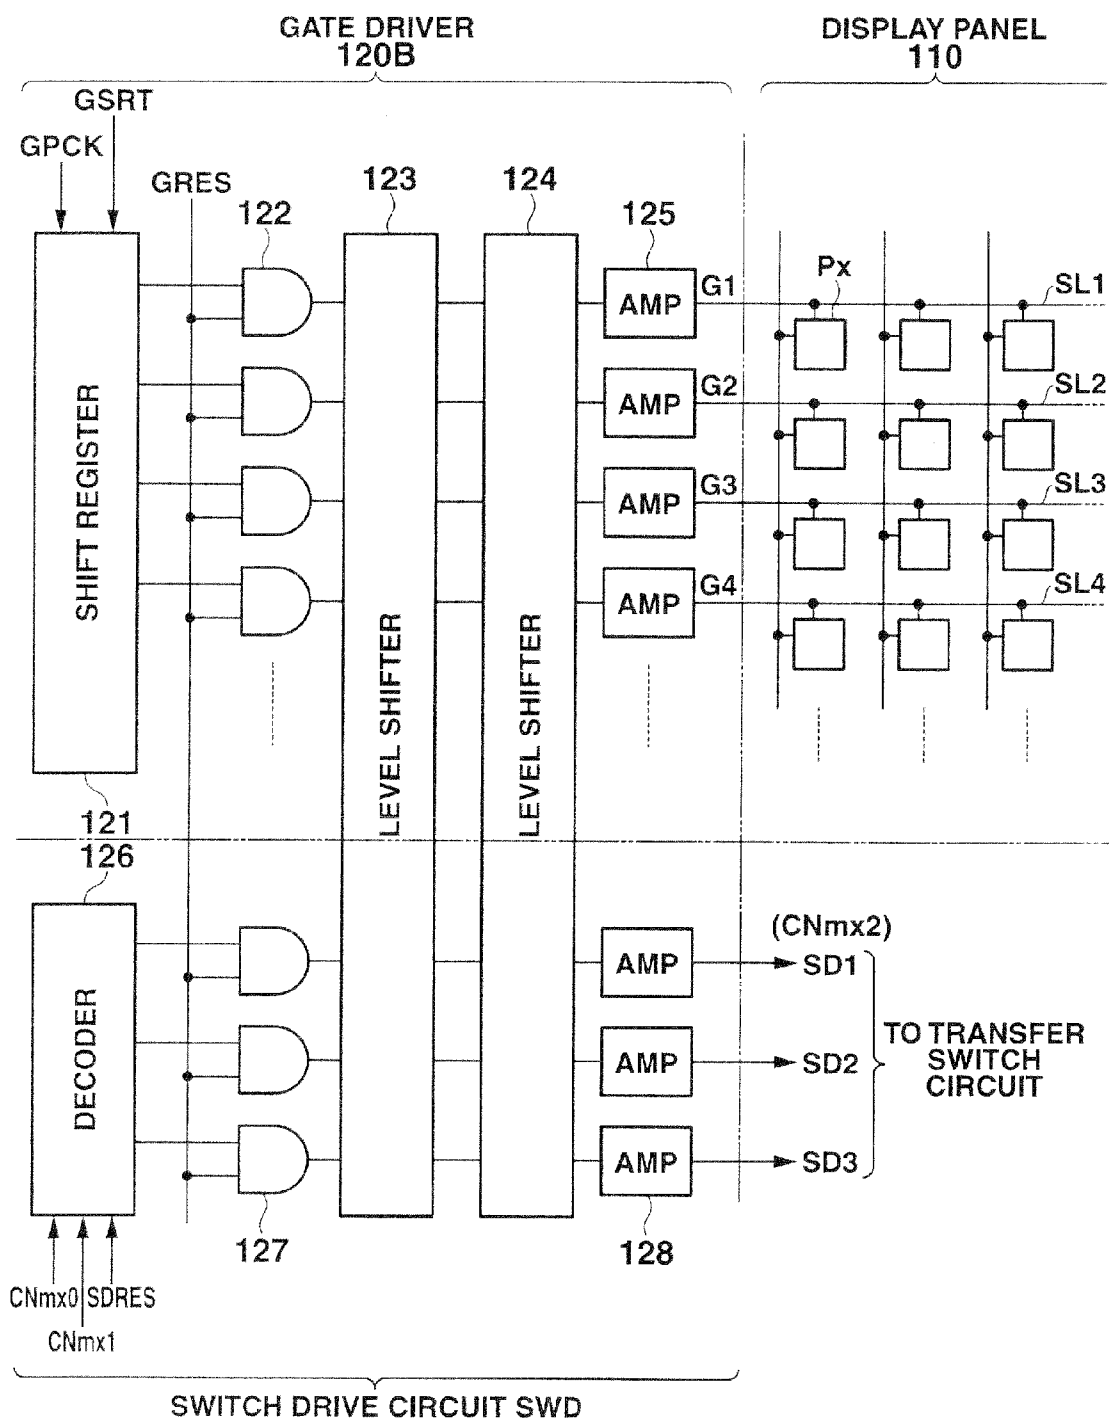 GATE DRIVER
120B
DISPLAY PANEL
110
GSRT
GPCK
GRES
122
123
124
125
Px
SHIFT REGISTER
AMP
G1
SL1
AMP
G2
SL2
AMP
G3
SL3
AMP
G4
SL4
LEVEL SHIFTER
LEVEL SHIFTER
121
126
DECODER
(CNmx2)
AMP
SD1
AMP
SD2
AMP
SD3
TO TRANSFER
SWITCH
CIRCUIT
127
128
CNmx0
SDRES
CNmx1
SWITCH DRIVE CIRCUIT SWD